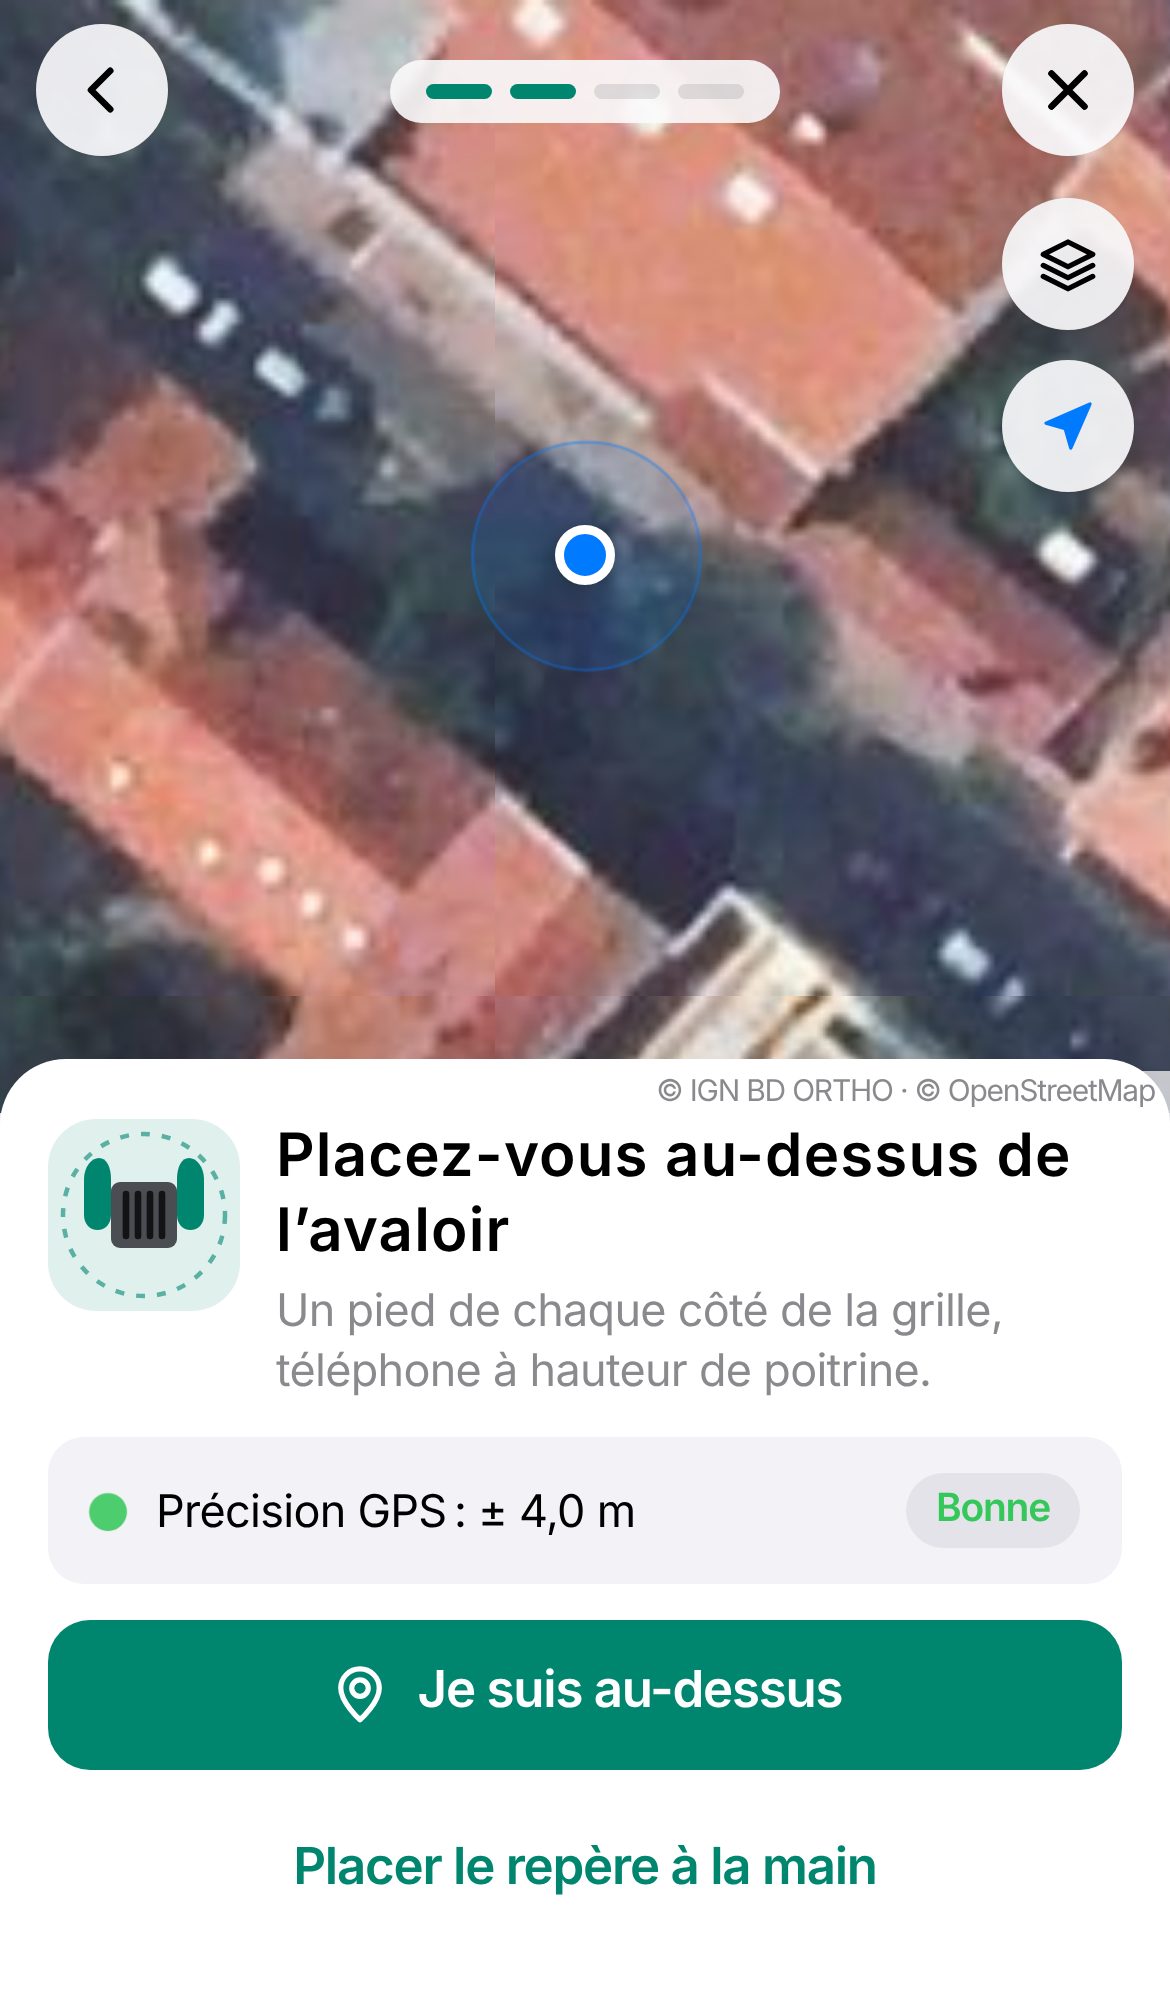 © IGN BD ORTHO · © OpenStreetMap
Placez-vous au-dessus de
l’avaloir
Un pied de chaque côté de la grille,
téléphone à hauteur de poitrine.
Précision GPS : ± 4,0 m
Bonne
Je suis au-dessus
Placer le repère à la main